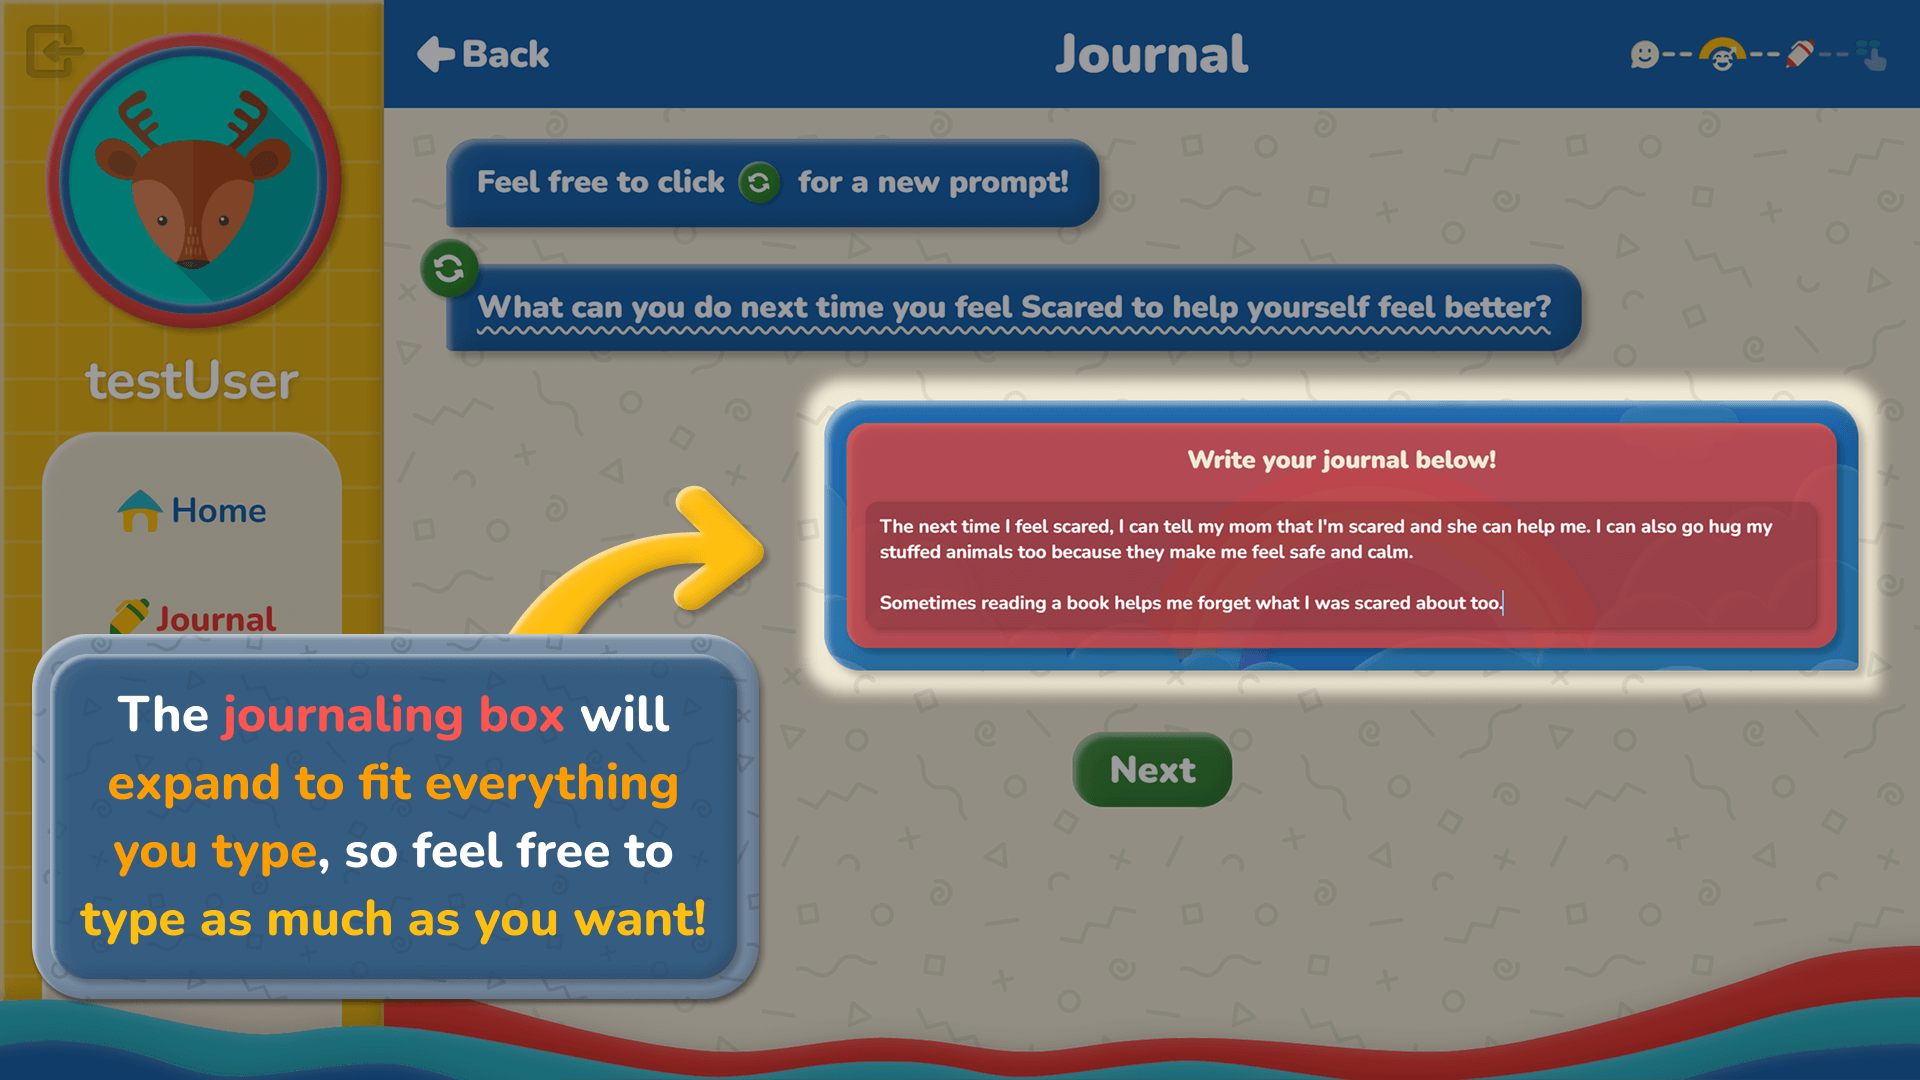 Back
Journal
testUser
Home
Journal
Feel free to click for a new prompt!
What can you do next time you feel Scared to help yourself feel better?
Write your journal below!
The next time I feel scared, I can tell my mom that I'm scared and she can help me. I can also go hug my
stuffed animals too because they make me feel safe and calm.
Sometimes reading a book helps me forget what I was scared about too.
Next
The journaling box will
expand to fit everything
you type, so feel free to
type as much as you want!